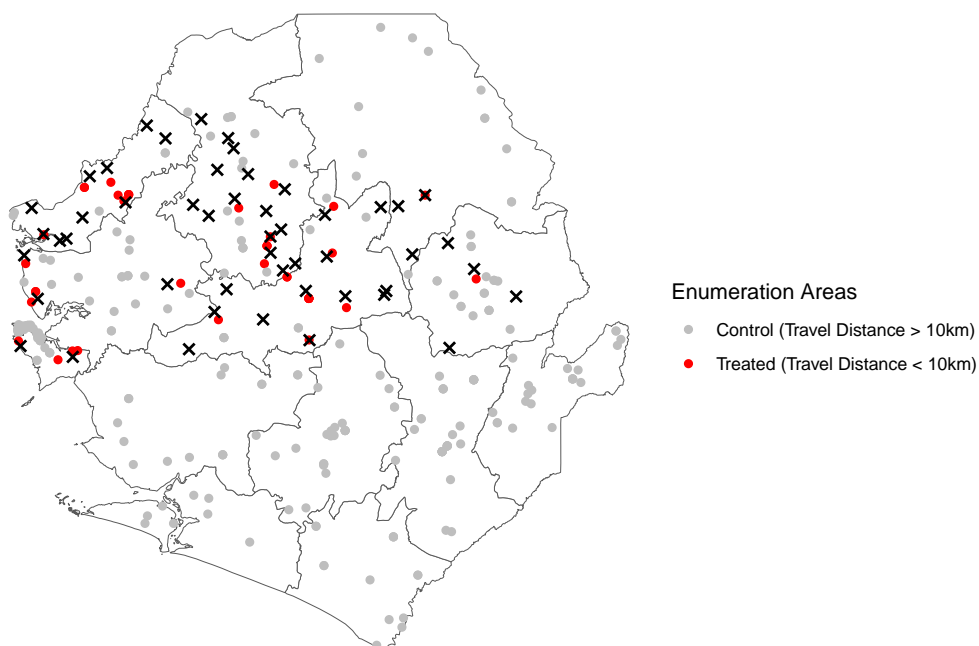 Enumeration Areas
Control (Travel Distance > 10km)
Treated (Travel Distance < 10km)